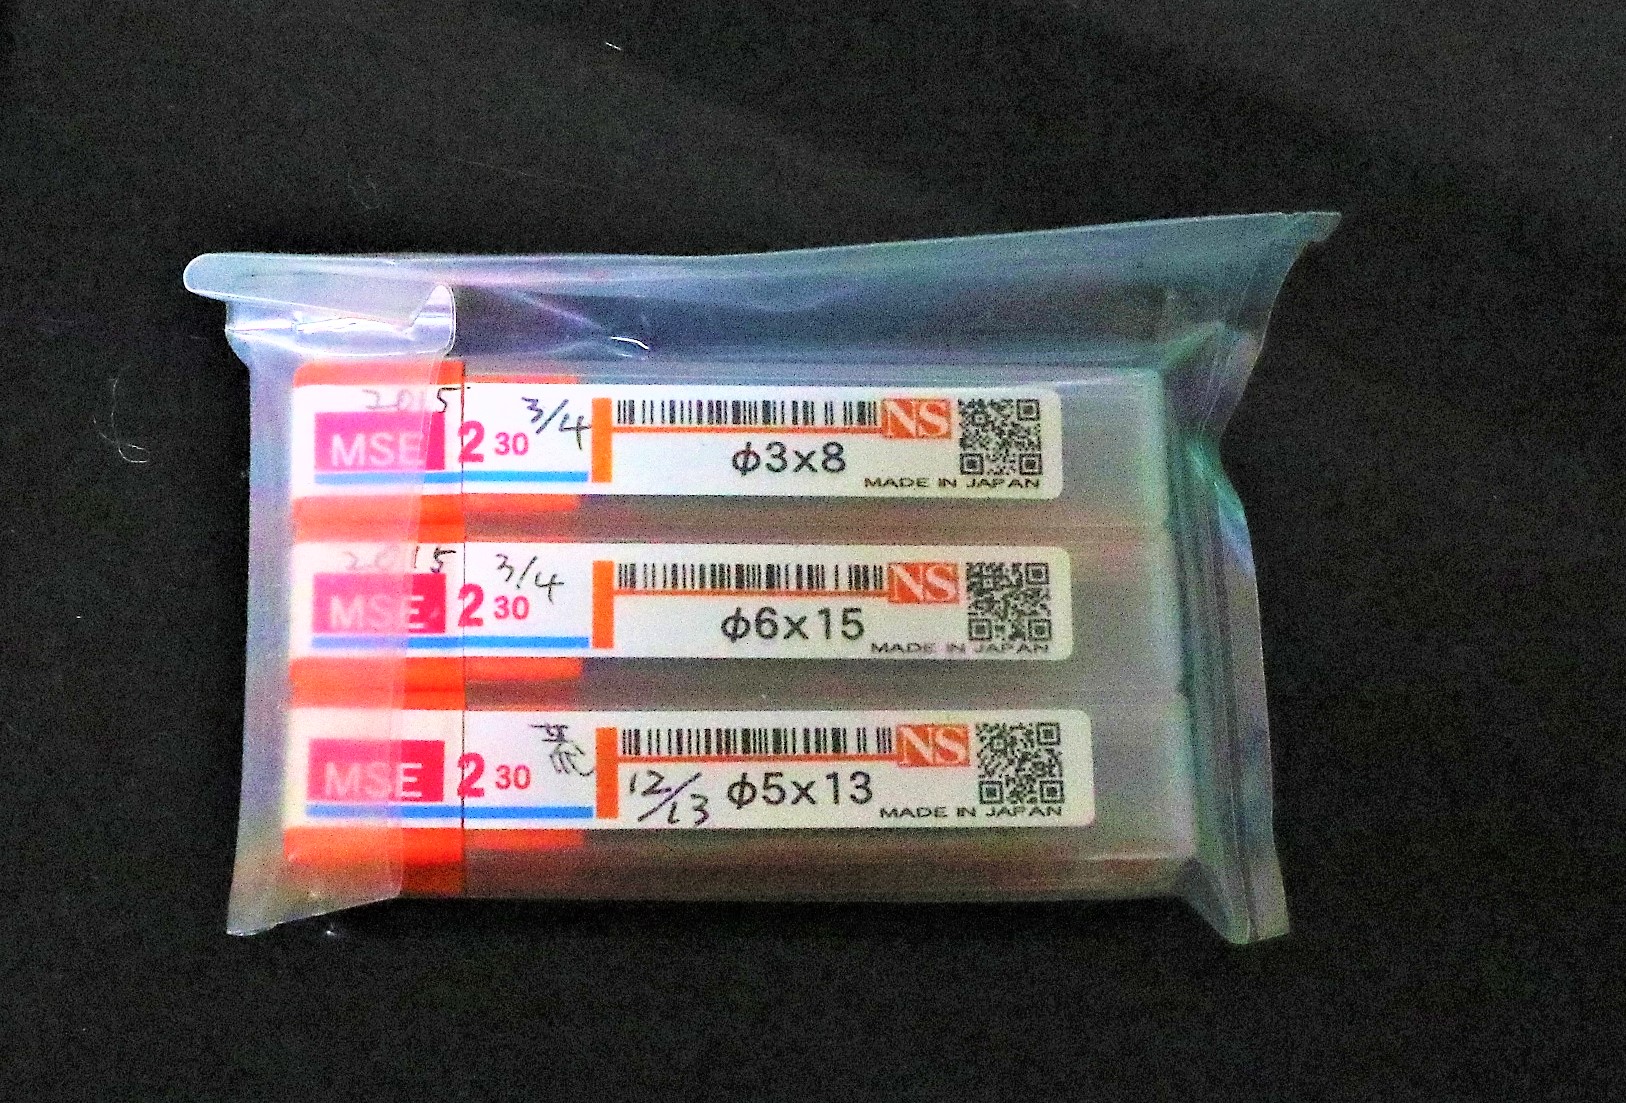 2015 3/4
MSE 2 30 NS
φ3x8
MADE IN JAPAN
2015 3/4
MSE 2 30 NS
φ6x15
MADE IN JAPAN
荒
MSE 2 30 NS
12/13 φ5x13
MADE IN JAPAN